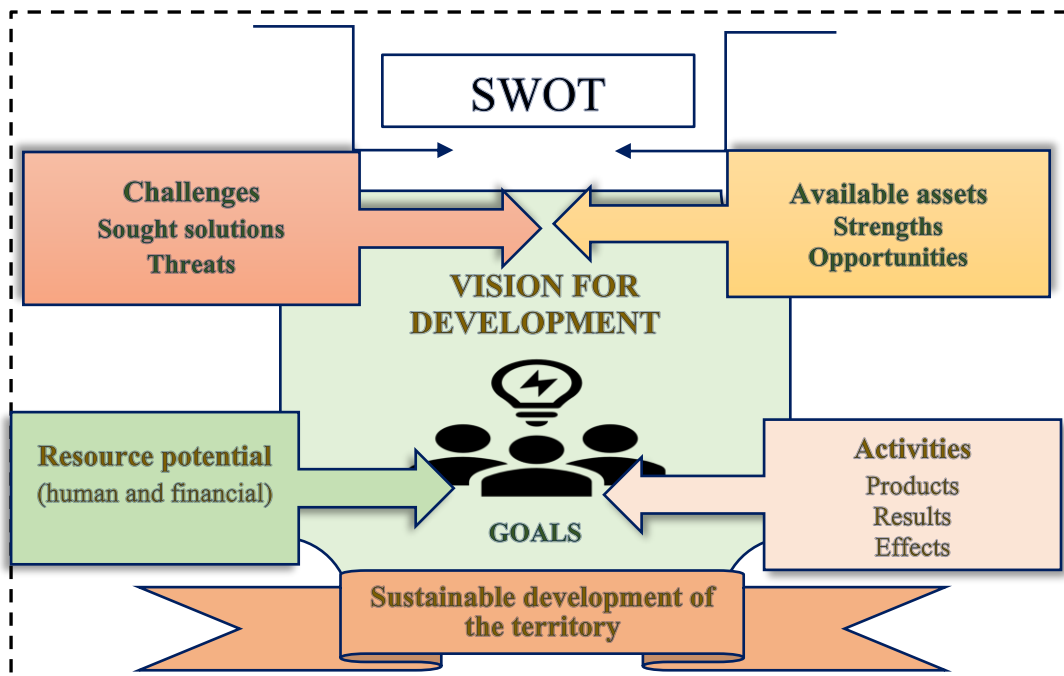 SWOT
Challenges
Sought solutions
Threats
Available assets
Strengths
Opportunities
VISION FOR
DEVELOPMENT
Resource potential
(human and financial)
Activities
Products
Results
Effects
GOALS
Sustainable development of
the territory